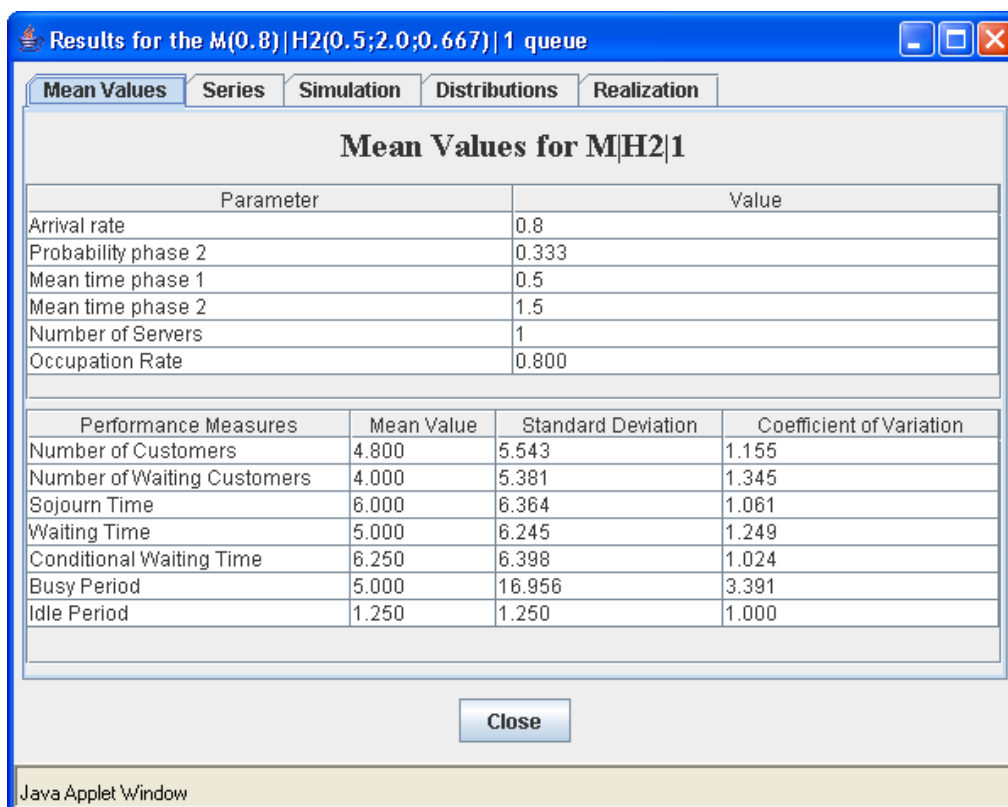 Results for the M(0.8)|H2(0.5;2.0;0.667)|1 queue
Mean Values Series Simulation Distributions Realization
Mean Values for M|H2|1
Parameter Value
Arrival rate 0.8
Probability phase 2 0.333
Mean time phase 1 0.5
Mean time phase 2 1.5
Number of Servers 1
Occupation Rate 0.800
Performance Measures Mean Value Standard Deviation Coefficient of Variation
Number of Customers 4.800 5.543 1.155
Number of Waiting Customers 4.000 5.381 1.345
Sojourn Time 6.000 6.364 1.061
Waiting Time 5.000 6.245 1.249
Conditional Waiting Time 6.250 6.398 1.024
Busy Period 5.000 16.956 3.391
Idle Period 1.250 1.250 1.000
Close
Java Applet Window